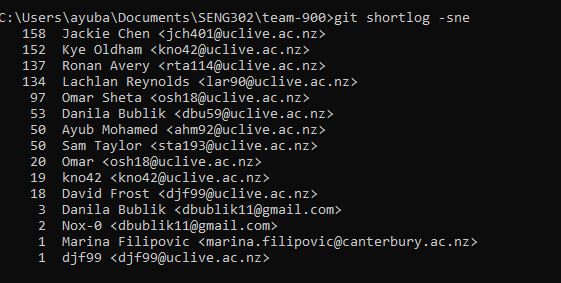 C:\Users\ayuba\Documents\SENG302\team-900>git shortlog -sne
158 Jackie Chen <jch401@uclive.ac.nz>
152 Kye Oldham <kno42@uclive.ac.nz>
137 Ronan Avery <rta114@uclive.ac.nz>
134 Lachlan Reynolds <lar90@uclive.ac.nz>
97 Omar Sheta <osh18@uclive.ac.nz>
53 Danila Bublik <dbu59@uclive.ac.nz>
50 Ayub Mohamed <ahm92@uclive.ac.nz>
50 Sam Taylor <sta193@uclive.ac.nz>
20 Omar <osh18@uclive.ac.nz>
19 kno42 <kno42@uclive.ac.nz>
18 David Frost <djf99@uclive.ac.nz>
3 Danila Bublik <dbublik11@gmail.com>
2 Nox-0 <dbublik11@gmail.com>
1 Marina Filipovic <marina.filipovic@canterbury.ac.nz>
1 djf99 <djf99@uclive.ac.nz>